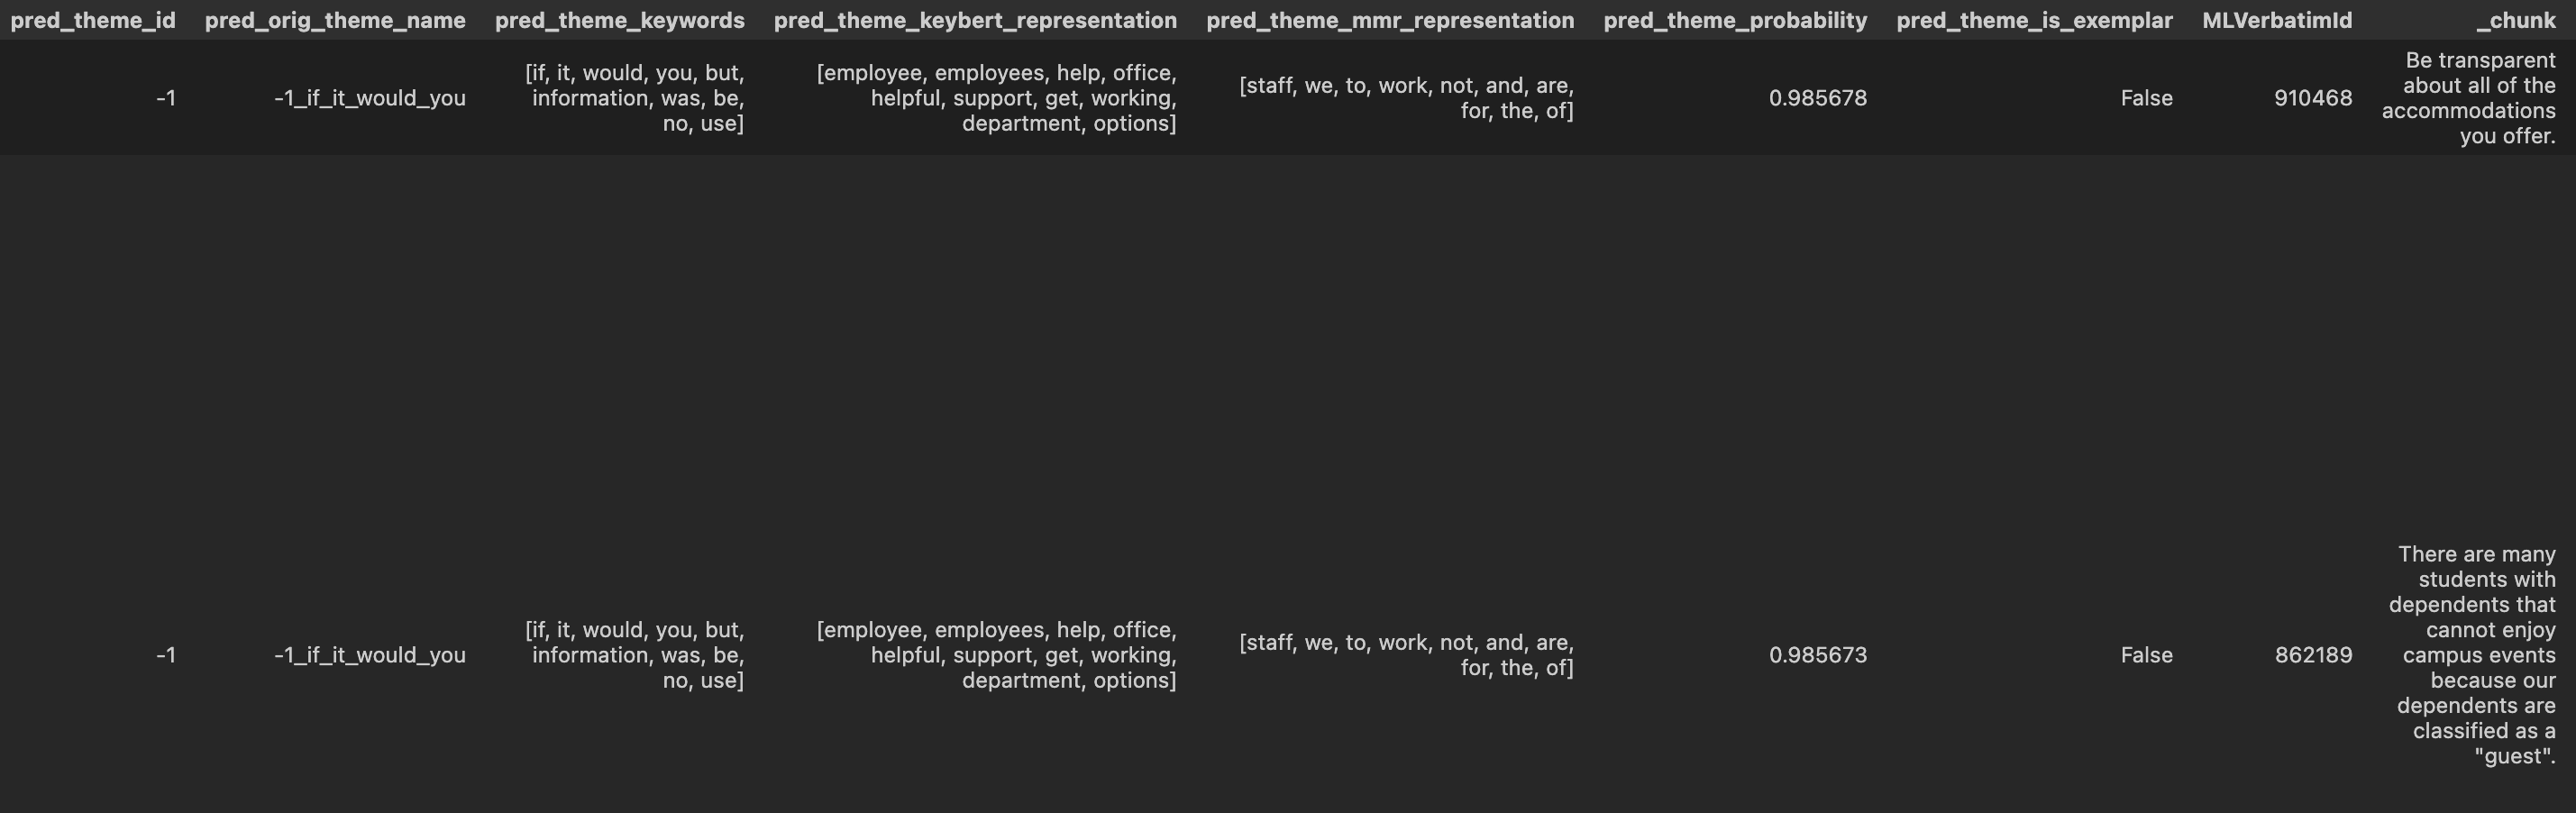 pred_theme_id pred_orig_theme_name pred_theme_keywords pred_theme_keybert_representation pred_theme_mmr_representation pred_theme_probability pred_theme_is_exemplar MLVerbatimId _chunk
-1
-1_if_it_would_you
[if, it, would, you, but,
information, was, be,
no, use]
[employee, employees, help, office,
helpful, support, get, working,
department, options]
[staff, we, to, work, not, and, are,
for, the, of]
0.985678
False
910468
Be transparent
about all of the
accommodations
you offer.
-1
-1_if_it_would_you
[if, it, would, you, but,
information, was, be,
no, use]
[employee, employees, help, office,
helpful, support, get, working,
department, options]
[staff, we, to, work, not, and, are,
for, the, of]
0.985673
False
862189
There are many
students with
dependents that
cannot enjoy
campus events
because our
dependents are
classified as a
"guest".